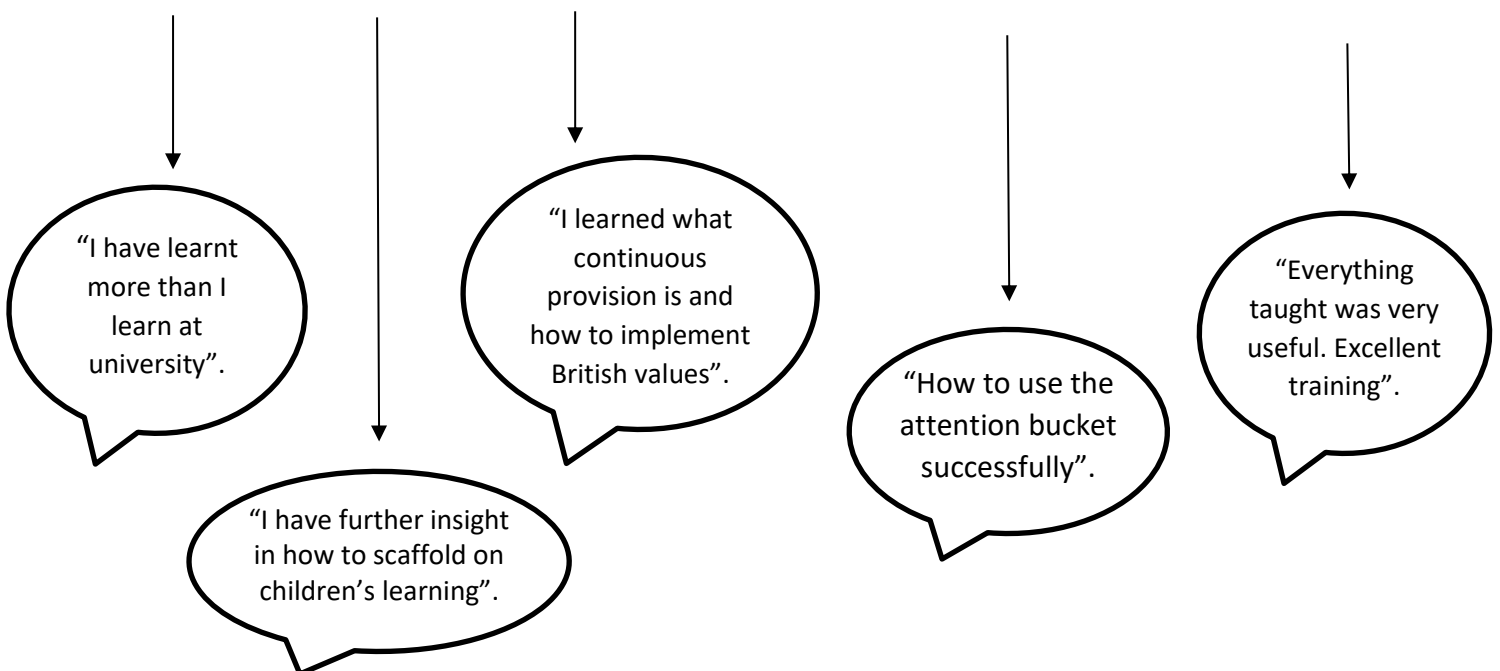 “I have learnt
more than I
learn at
university”.
“I learned what
continuous
provision is and
how to implement
British values”.
“Everything
taught was very
useful. Excellent
training”.
“How to use the
attention bucket
successfully”.
“I have further insight
in how to scaffold on
children’s learning”.